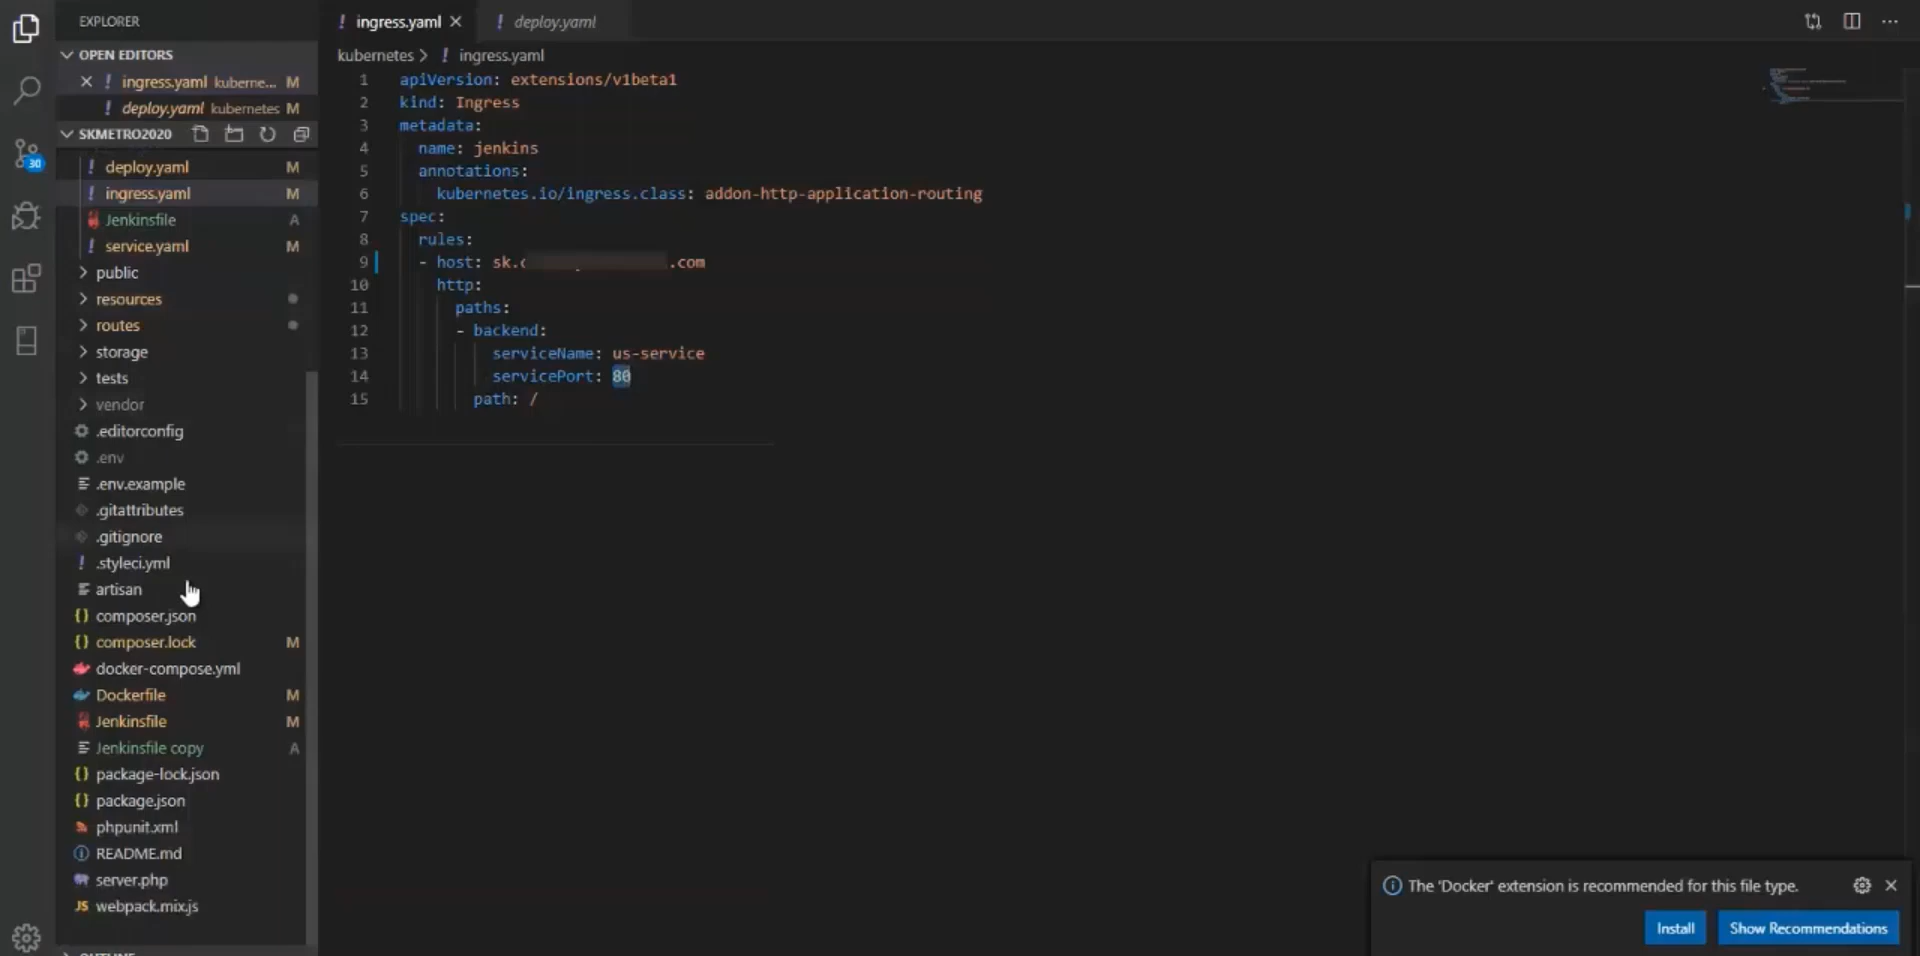 EXPLORER
OPEN EDITORS
ingress.yaml kuberne... M
deploy.yaml kubernetes M
SKMETRO2020
deploy.yaml M
ingress.yaml M
Jenkinsfile A
service.yaml M
public
resources
routes
storage
tests
vendor
.editorconfig
.env
.env.example
.gitattributes
.gitignore
.styleci.yml
artisan
composer.json
composer.lock M
docker-compose.yml
Dockerfile M
Jenkinsfile M
Jenkinsfile copy A
package-lock.json
package.json
phpunit.xml
README.md
server.php
JS webpack.mix.js
OUTLINE
30
ingress.yaml
deploy.yaml
kubernetes > ! ingress.yaml
1 apiVersion: extensions/v1beta1
2 kind: Ingress
3 metadata:
4 name: jenkins
5 annotations:
6 kubernetes.io/ingress.class: addon-http-application-routing
7 spec:
8 rules:
9 - host: sk. .com
10 http:
11 paths:
12 - backend:
13 serviceName: us-service
14 servicePort: 80
15 path: /
The 'Docker' extension is recommended for this file type.
Install
Show Recommendations